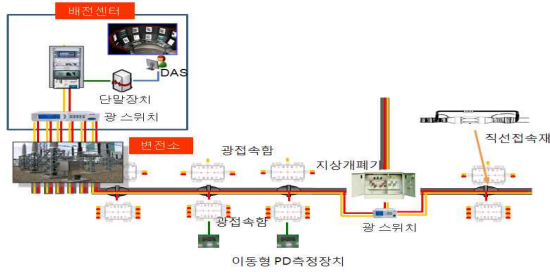 배전센터
DAS
단말장치
광 스위치
변전소
광접속함
지상개폐기
직선접속재
광접속함
광 스위치
이동형 PD측정장치